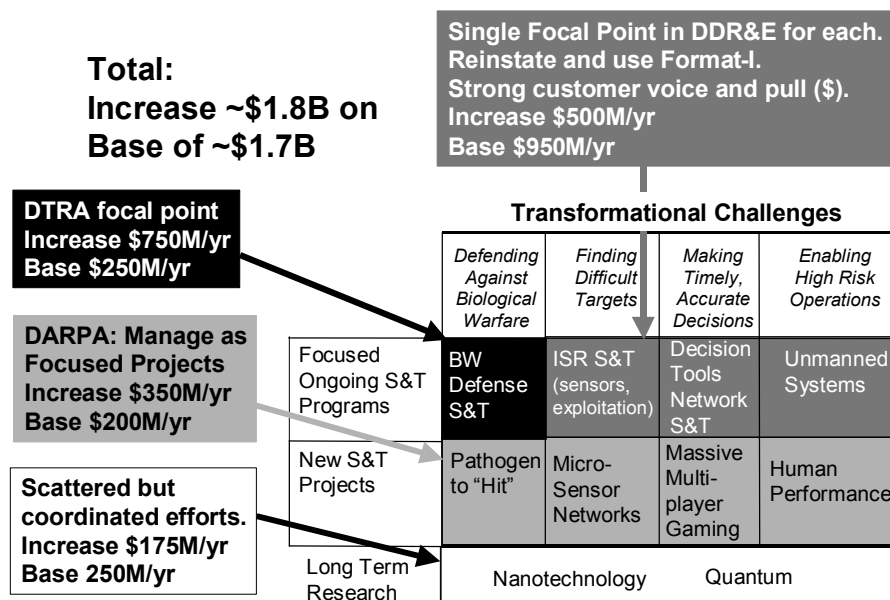 Total:
Increase ~$1.8B on
Base of ~$1.7B
Single Focal Point in DDR&E for each.
Reinstate and use Format-I.
Strong customer voice and pull ($).
Increase $500M/yr
Base $950M/yr
DTRA focal point
Increase $750M/yr
Base $250M/yr
DARPA: Manage as
Focused Projects
Increase $350M/yr
Base $200M/yr
Scattered but
coordinated efforts.
Increase $175M/yr
Base 250M/yr
Transformational Challenges
Defending
Against
Biological
Warfare
Finding
Difficult
Targets
Making
Timely,
Accurate
Decisions
Enabling
High Risk
Operations
Focused
Ongoing S&T
Programs
BW
Defense
S&T
ISR S&T
(sensors,
exploitation)
Decision
Tools
Network
S&T
Unmanned
Systems
New S&T
Projects
Pathogen
to “Hit”
Micro-
Sensor
Networks
Massive
Multi-
player
Gaming
Human
Performance
Long Term
Research
Nanotechnology
Quantum